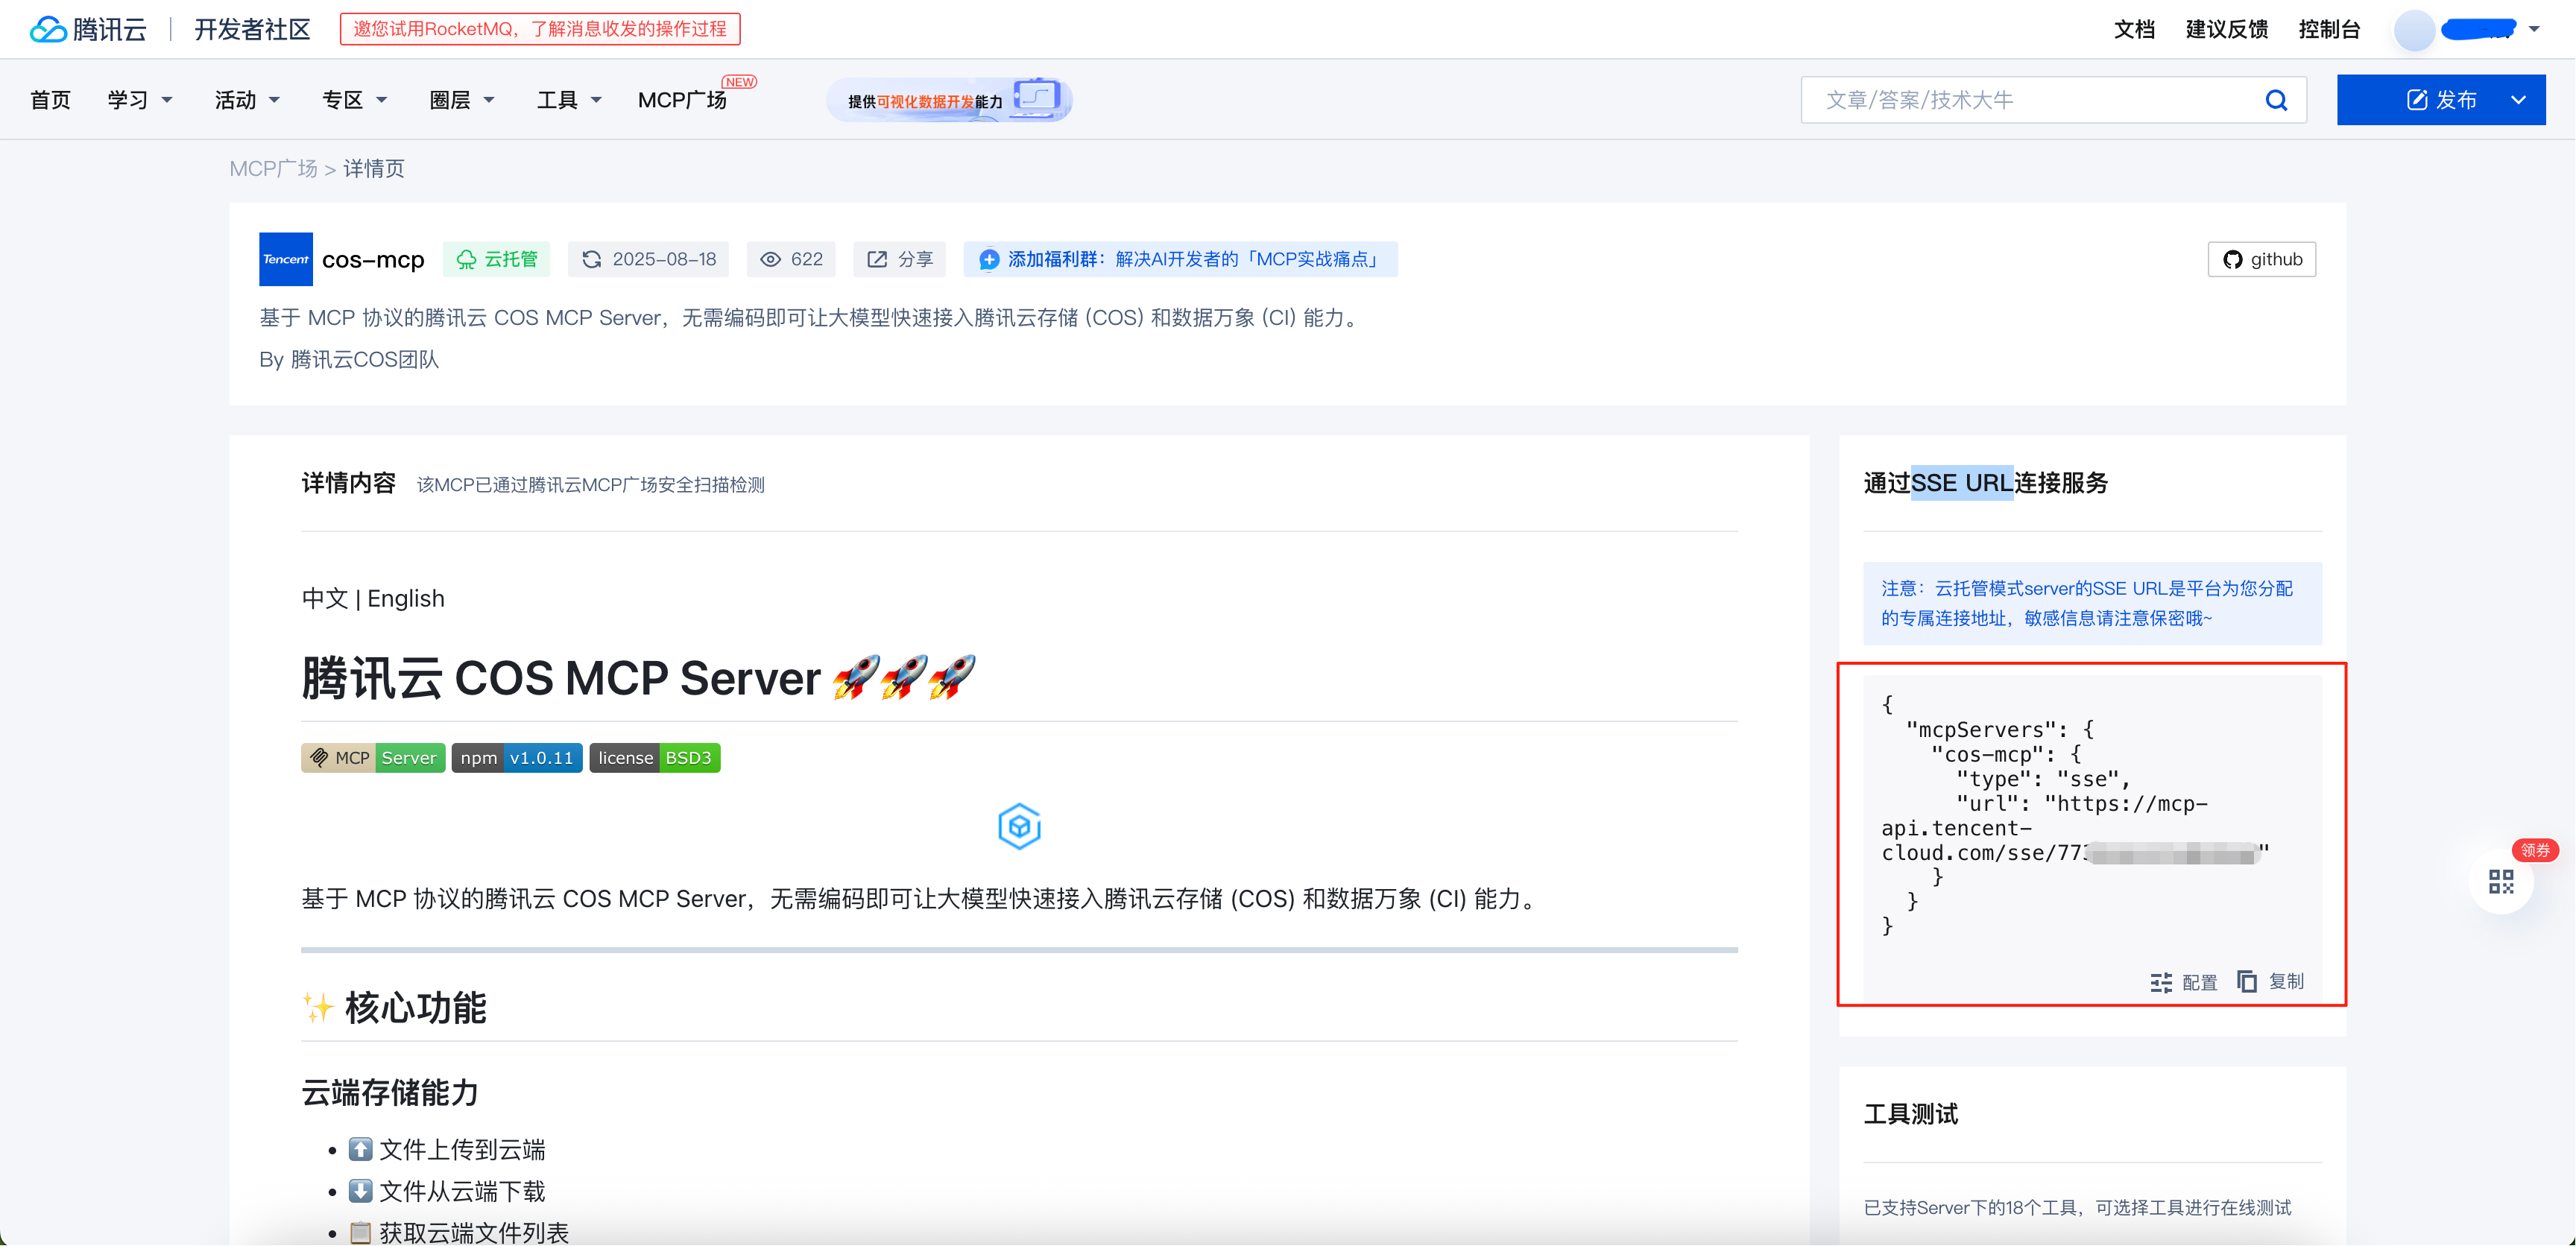 腾讯云 | 开发者社区 邀您试用RocketMQ，了解消息收发的操作过程 文档 建议反馈 控制台
首页 学习 活动 专区 圈层 工具 MCP广场 NEW 提供可视化数据开发能力 文章/答案/技术大牛 发布
MCP广场 > 详情页
Tencent cos-mcp 云托管 2025-08-18 622 分享 添加福利群：解决AI开发者的「MCP实战痛点」 github
基于 MCP 协议的腾讯云 COS MCP Server，无需编码即可让大模型快速接入腾讯云存储 (COS) 和数据万象 (CI) 能力。
By 腾讯云COS团队
详情内容 该MCP已通过腾讯云MCP广场安全扫描检测
中文 | English
腾讯云 COS MCP Server 🚀🚀🚀
MCP Server npm v1.0.11 license BSD3
基于 MCP 协议的腾讯云 COS MCP Server，无需编码即可让大模型快速接入腾讯云存储 (COS) 和数据万象 (CI) 能力。
✨ 核心功能
云端存储能力
• ⬆️ 文件上传到云端
• ⬇️ 文件从云端下载
• 📋 获取云端文件列表
通过SSE URL连接服务
注意：云托管模式server的SSE URL是平台为您分配
的专属连接地址，敏感信息请注意保密哦~
{
"mcpServers": {
"cos-mcp": {
"type": "sse",
"url": "https://mcp-
api.tencent-
cloud.com/sse/773"
}
}
}
配置 复制
工具测试
已支持Server下的18个工具，可选择工具进行在线测试
领券